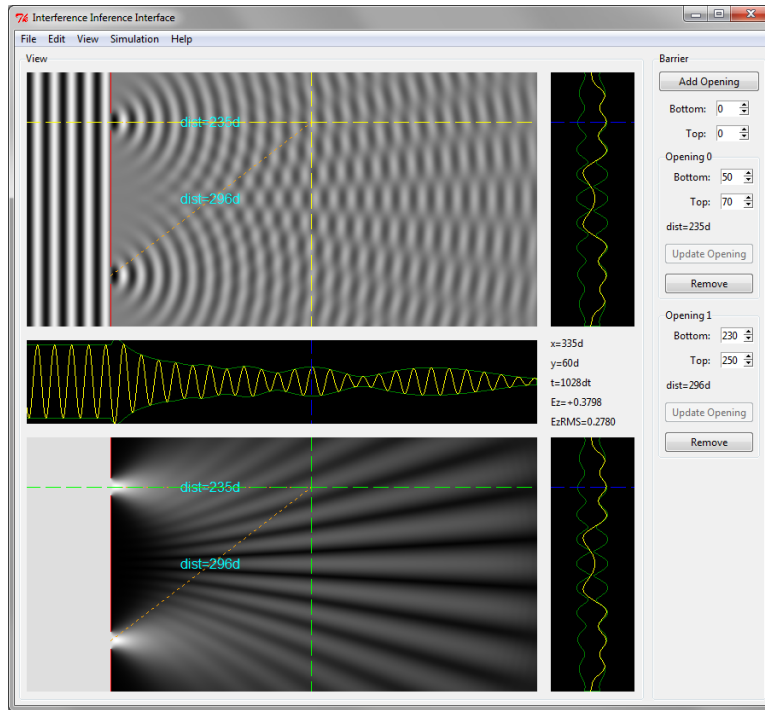 Interference Inference Interface
File Edit View Simulation Help
View
dist=235d
dist=296d
x=335d
y=60d
t=1028dt
Ez=+0.3798
EzRMS=0.2780
dist=235d
dist=296d
Barrier
Add Opening
Bottom: 0
Top: 0
Opening 0
Bottom: 50
Top: 70
dist=235d
Update Opening
Remove
Opening 1
Bottom: 230
Top: 250
dist=296d
Update Opening
Remove